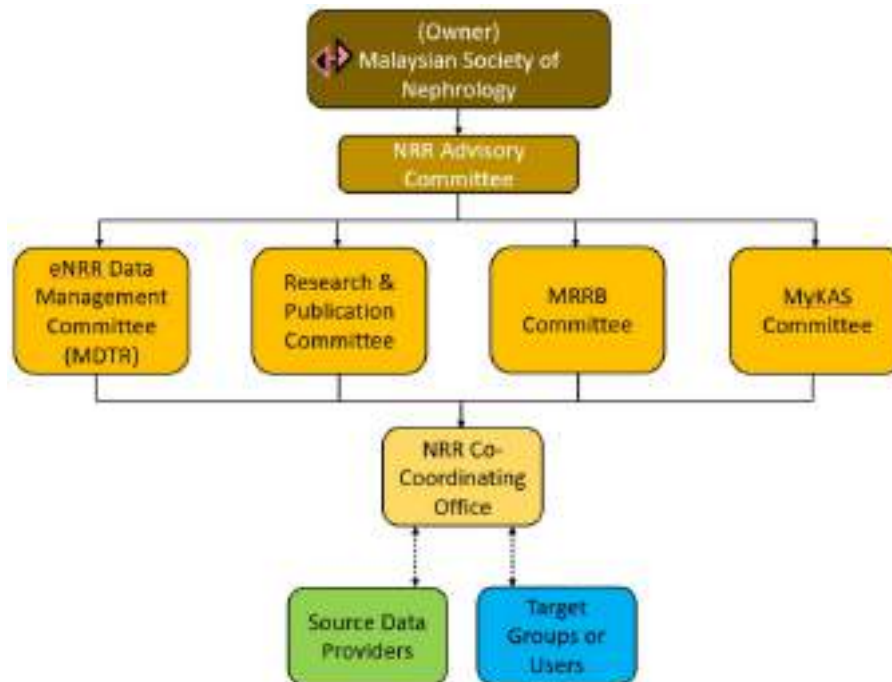 (Owner)
Malaysian Society of
Nephrology
NRR Advisory
Committee
eNRR Data
Management
Committee
(MDTR)
Research &
Publication
Committee
MRRB
Committee
MyKAS
Committee
NRR Co-
Coordinating
Office
Source Data
Providers
Target
Groups or
Users